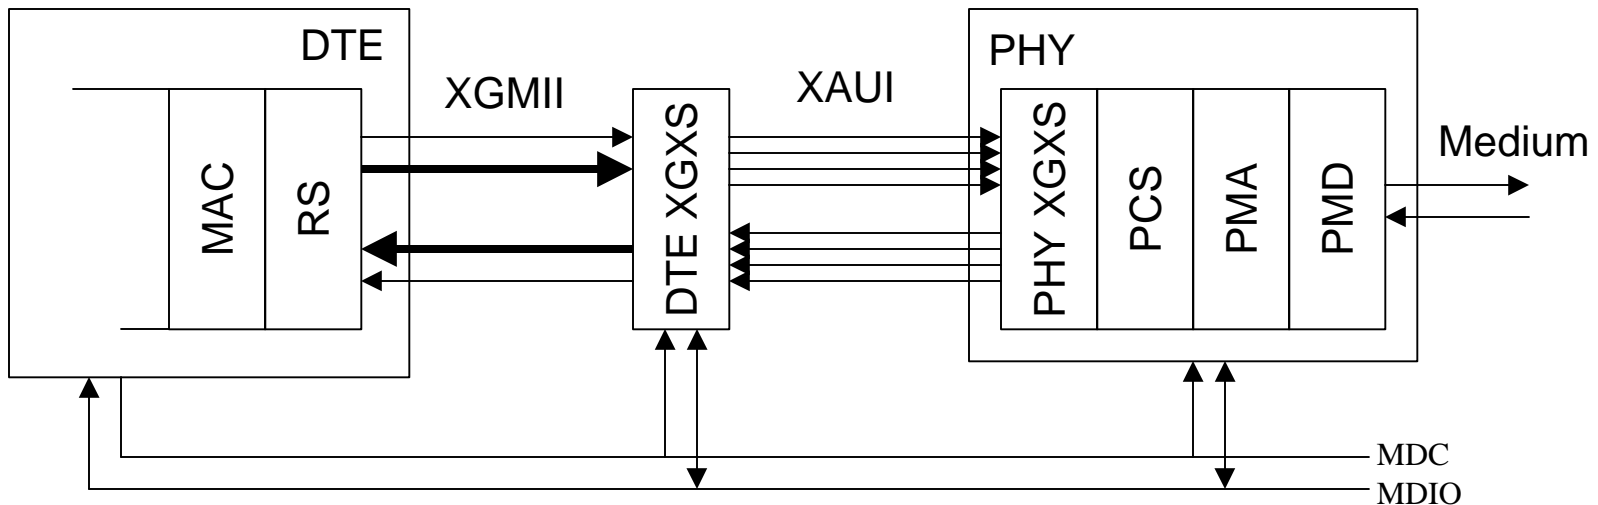 DTE
XGMII
XAUI
PHY
Medium
MAC
RS
DTE XGXS
PHY XGXS
PCS
PMA
PMD
MDC
MDIO